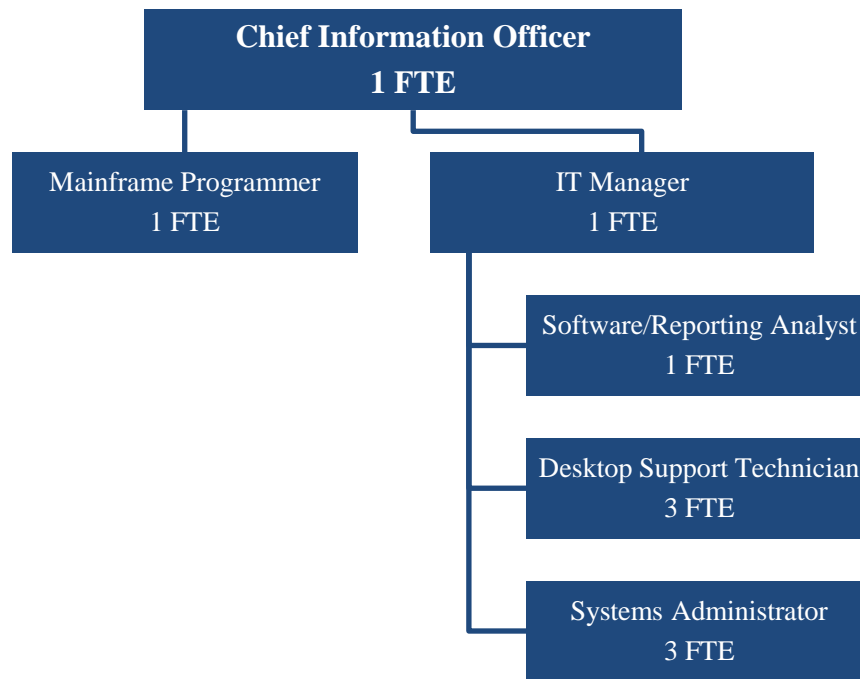 Chief Information Officer
1 FTE
Mainframe Programmer
1 FTE
IT Manager
1 FTE
Software/Reporting Analyst
1 FTE
Desktop Support Technician
3 FTE
Systems Administrator
3 FTE